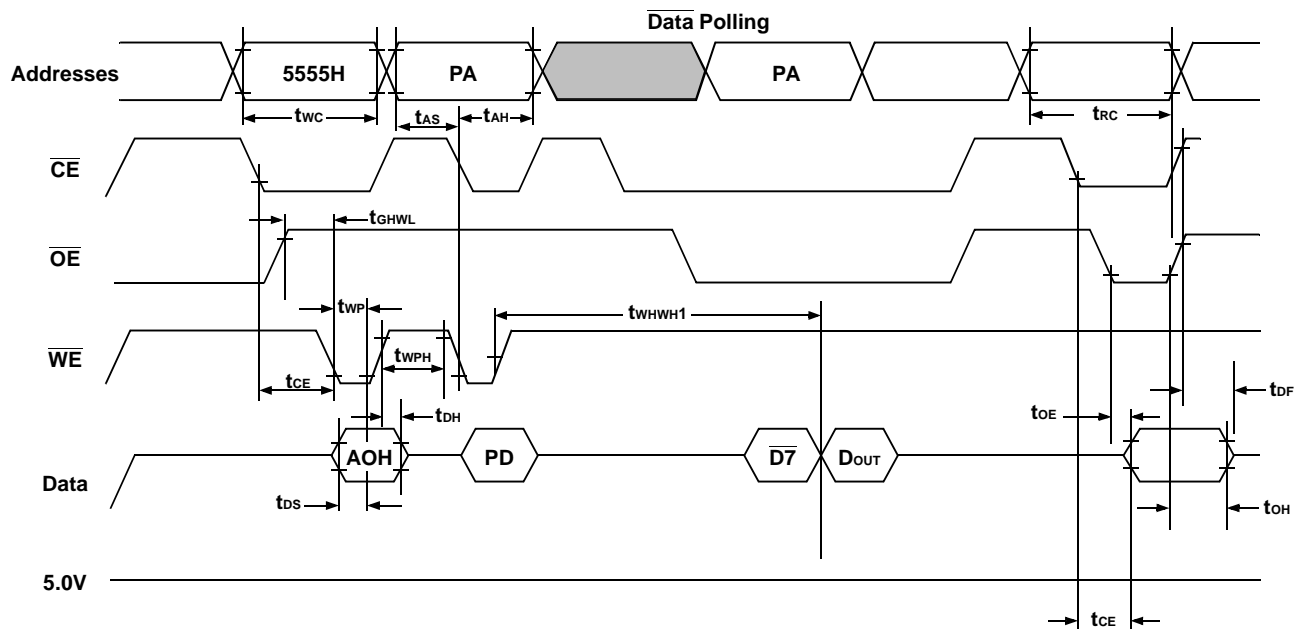 Data Polling
Addresses
5555H
PA
PA
tWC
tAS
tAH
tRC
CE
tGHWL
OE
tWP
tWHWH1
WE
tWPH
tCE
tDF
tOE
tDH
AOH
PD
D7
DOUT
Data
tDS
tOH
5.0V
tCE